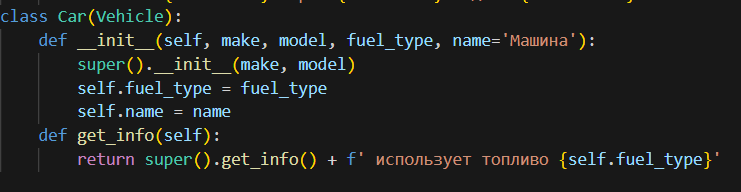 class Car(Vehicle):
    def __init__(self, make, model, fuel_type, name='Машина'):
        super().__init__(make, model)
        self.fuel_type = fuel_type
        self.name = name
    def get_info(self):
        return super().get_info() + f' использует топливо {self.fuel_type}'